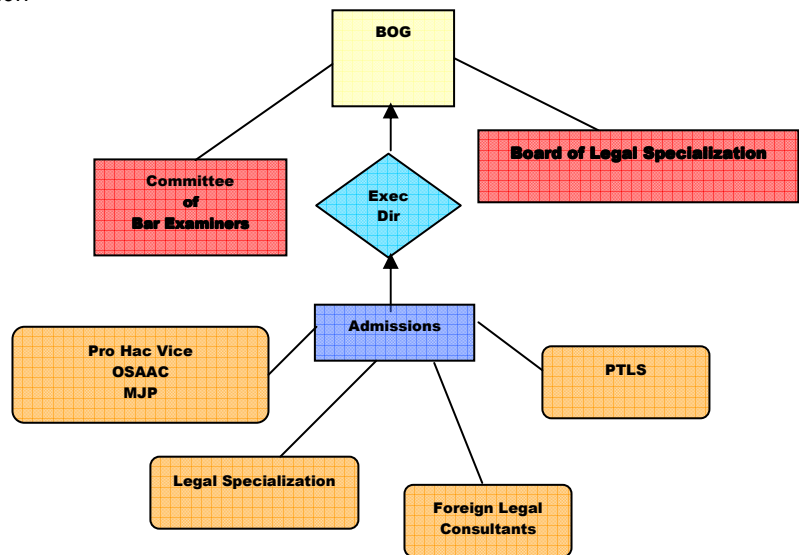 BOG
Board of Legal Specialization
Committee
of
Bar Examiners
Exec
Dir
Admissions
Pro Hac Vice
OSAAC
MJP
PTLS
Legal Specialization
Foreign Legal
Consultants